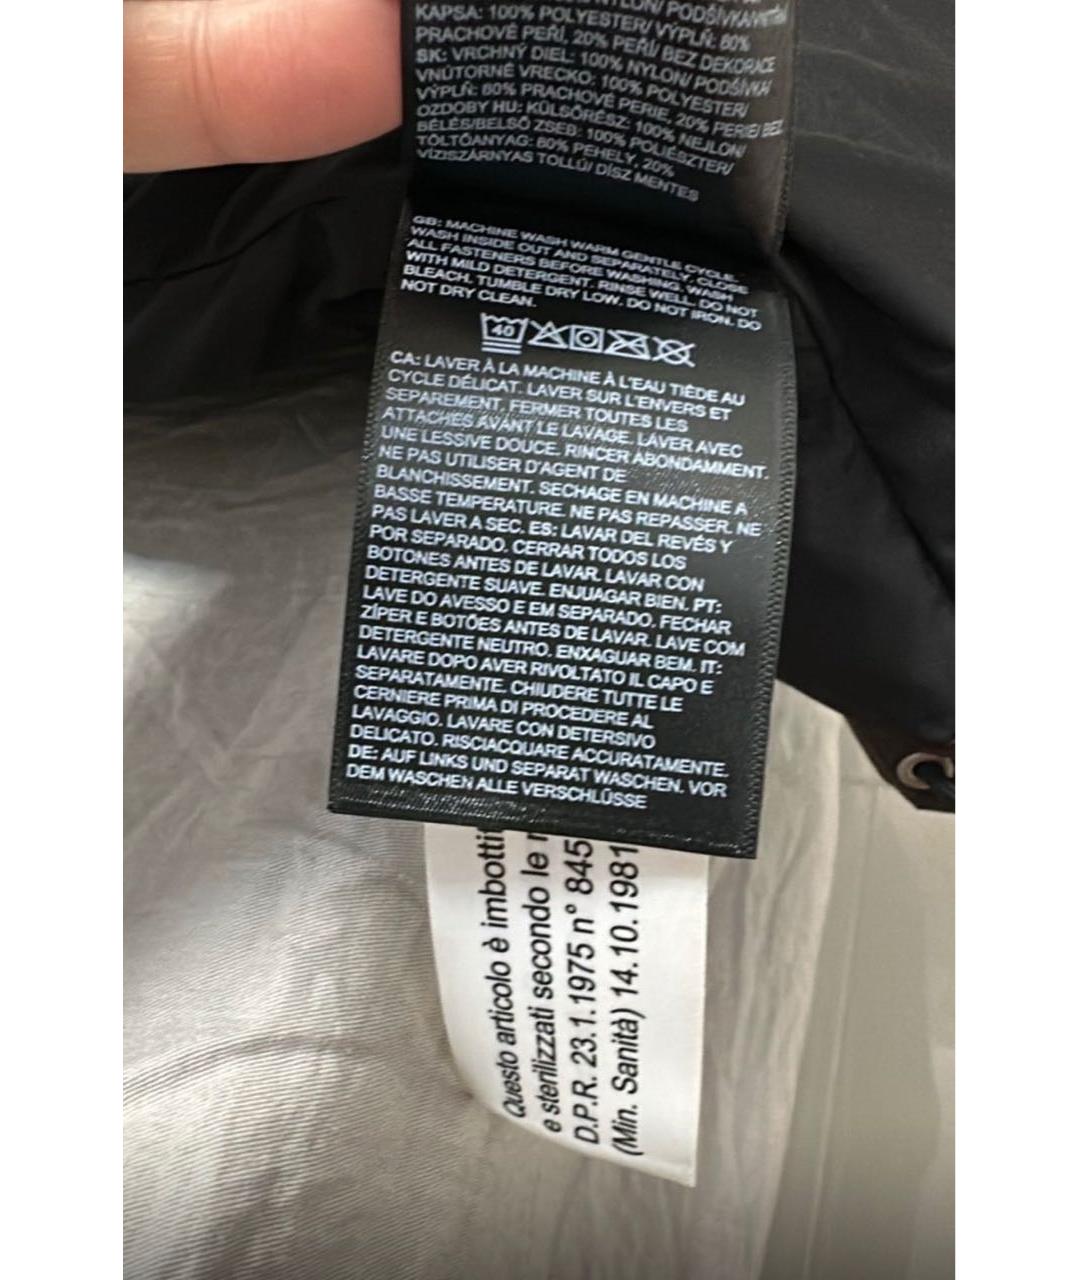 NYLON/ PODŠÍVKA/VNITŘNÍ
KAPSA: 100% POLYESTER/ VÝPLŇ: 80%
PRACHOVÉ PEŘÍ, 20% PEŘÍ/ BEZ DEKORACE
SK: VRCHNÝ DIEL: 100% NYLON/ PODŠÍVKA/
VNÚTORNÉ VRECKO: 100% POLYESTER/
VÝPLŇ: 80% PRACHOVÉ PERIE, 20% PERIE/ BEZ
OZDOBY HU: KÜLSŐRÉSZ: 100% NEJLON/
BÉLÉS/BELSŐ ZSEB: 100% POLIÉSZTER/
TÖLTŐANYAG: 80% PEHELY, 20%
VÍZISZÁRNYAS TOLLÚ/ DÍSZ MENTES
GB: MACHINE WASH WARM GENTLE CYCLE.
WASH INSIDE OUT AND SEPARATELY. CLOSE
ALL FASTENERS BEFORE WASHING. WASH
WITH MILD DETERGENT. RINSE WELL. DO NOT
BLEACH. TUMBLE DRY LOW. DO NOT IRON. DO
NOT DRY CLEAN.
40
CA: LAVER À LA MACHINE À L'EAU TIÈDE AU
CYCLE DÉLICAT. LAVER SUR L'ENVERS ET
SEPAREMENT. FERMER TOUTES LES
ATTACHES AVANT LE LAVAGE. LAVER AVEC
UNE LESSIVE DOUCE. RINCER ABONDAMMENT.
NE PAS UTILISER D'AGENT DE
BLANCHISSEMENT. SECHAGE EN MACHINE A
BASSE TEMPERATURE. NE PAS REPASSER. NE
PAS LAVER A SEC. ES: LAVAR DEL REVÉS Y
POR SEPARADO. CERRAR TODOS LOS
BOTONES ANTES DE LAVAR. LAVAR CON
DETERGENTE SUAVE. ENJUAGAR BIEN. PT:
LAVE DO AVESSO E EM SEPARADO. FECHAR
ZÍPER E BOTÕES ANTES DE LAVAR. LAVE COM
DETERGENTE NEUTRO. ENXAGUAR BEM. IT:
LAVARE DOPO AVER RIVOLTATO IL CAPO E
SEPARATAMENTE. CHIUDERE TUTTE LE
CERNIERE PRIMA DI PROCEDERE AL
LAVAGGIO. LAVARE CON DETERSIVO
DELICATO. RISCIACQUARE ACCURATAMENTE.
DE: AUF LINKS UND SEPARAT WASCHEN. VOR
DEM WASCHEN ALLE VERSCHLÜSSE
Questo articolo è imbotti
e sterilizzati secondo le
D.P.R. 23.1.1975 n° 845
(Min. Sanità) 14.10.1981